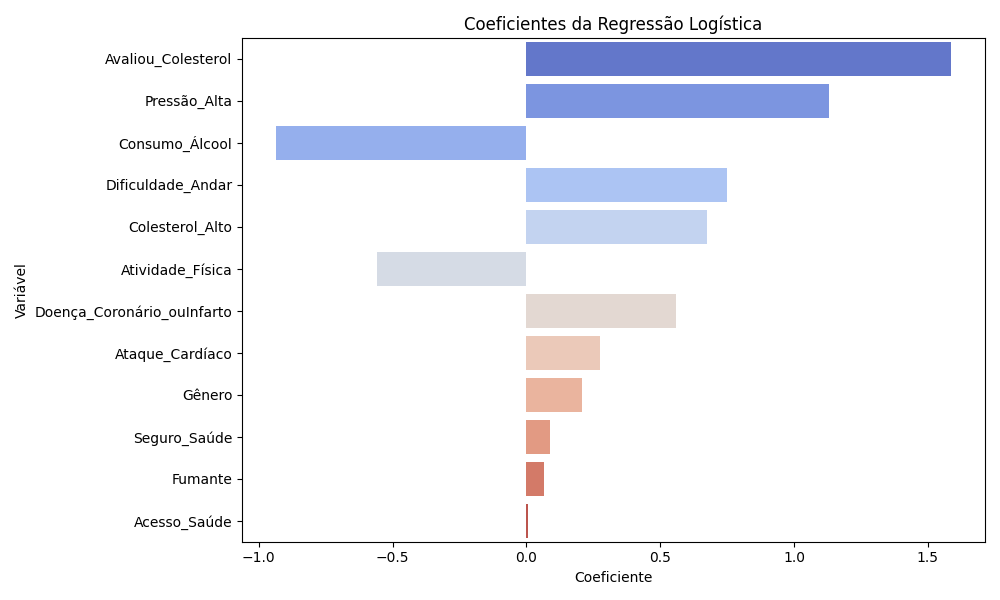 Coeficientes da Regressão Logística
Avaliou_Colesterol
Pressão_Alta
Consumo_Álcool
Dificuldade_Andar
Colesterol_Alto
Atividade_Física
Doença_Coronário_ouInfarto
Ataque_Cardíaco
Gênero
Seguro_Saúde
Fumante
Acesso_Saúde
Variável
−1.0 −0.5 0.0 0.5 1.0 1.5
Coeficiente